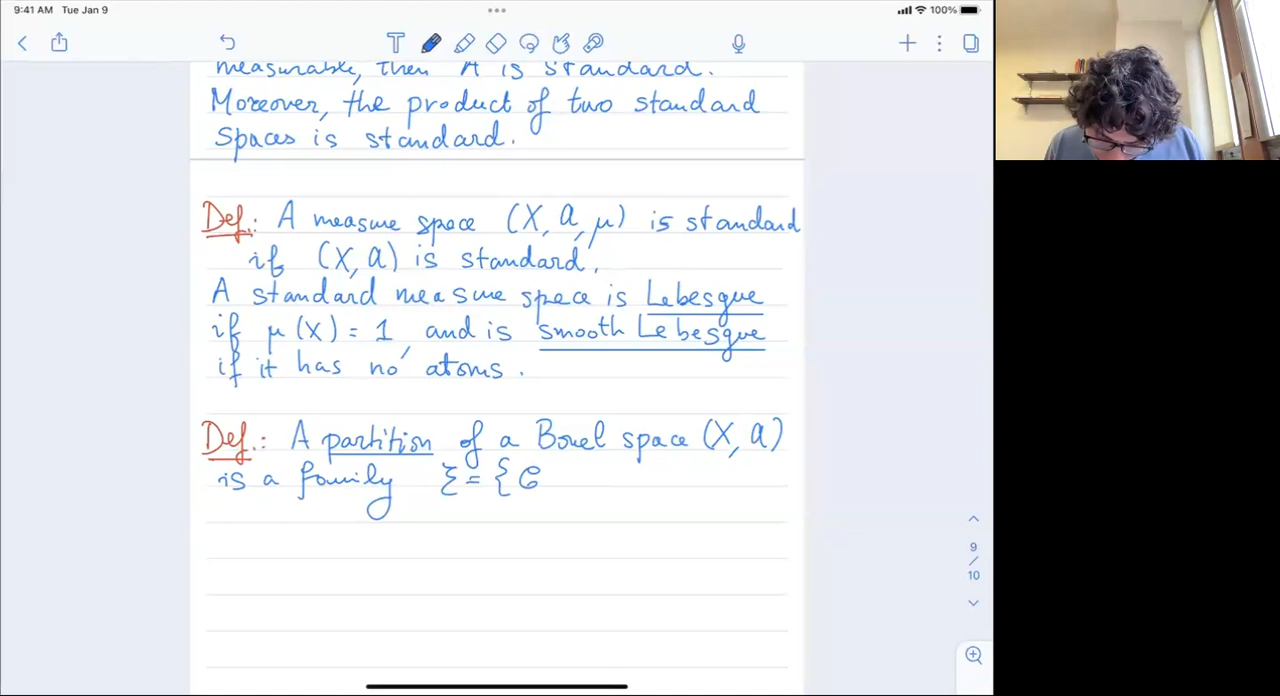 9:41 AM Tue Jan 9
100%
measurable, then A is standard.
Moreover, the product of two standard
Spaces is standard.
Def.: A measure space (X, a, μ) is standard
if (X, a) is standard.
A standard measure space is Lebesgue
if μ(X) = 1, and is smooth Lebesgue
if it has no atoms.
Def.: A partition of a Borel space (X, a)
is a family ξ = { C
9
/
10